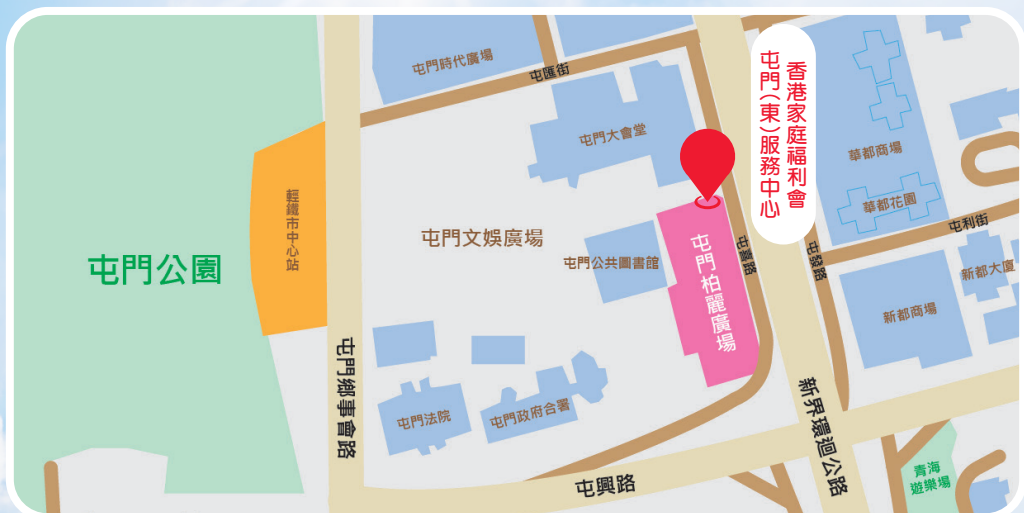 屯門時代廣場
屯匯街
香港家庭福利會
屯門(東)服務中心
屯門大會堂
華都商場
華都花園
輕鐵市中心站
屯門文娛廣場
屯門公共圖書館
屯門柏麗廣場
屯喜路
屯發路
屯利街
新都大廈
新都商場
屯門公園
屯門鄉事會路
屯門法院
屯門政府合署
新界環迴公路
屯興路
青海
遊樂場